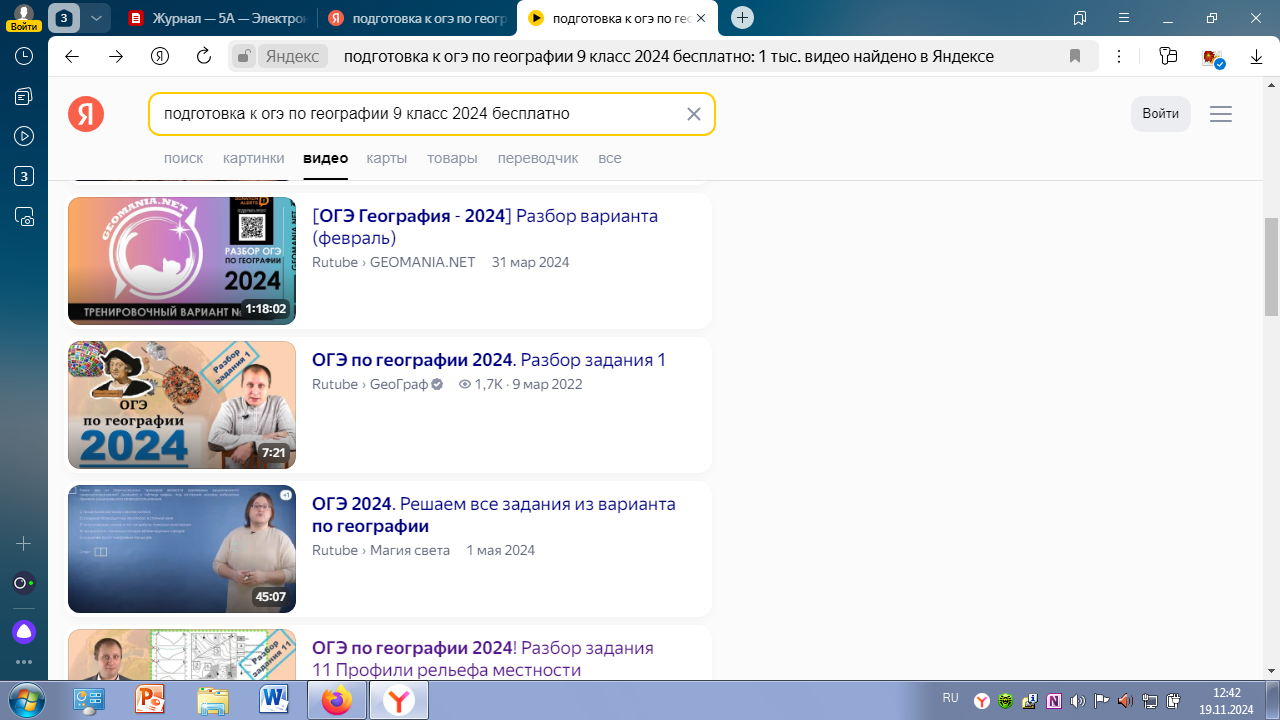 Войти
3
Журнал — 5А — Электрон
подготовка к огэ по геогр
подготовка к огэ по гео
Яндекс
подготовка к огэ по географии 9 класс 2024 бесплатно: 1 тыс. видео найдено в Яндексе
Я
подготовка к огэ по географии 9 класс 2024 бесплатно
Войти
поиск
картинки
видео
карты
товары
переводчик
все
3
GEOMANIA.NET
РАЗБОР ОГЭ
ПО ГЕОГРАФИИ
2024
ТРЕНИРОВОЧНЫЙ ВАРИАНТ №
1:18:02
[ОГЭ География - 2024] Разбор варианта
(февраль)
Rutube › GEOMANIA.NET 31 мар 2024
Разбор
задания 1
ОГЭ
по географии
2024
7:21
ОГЭ по географии 2024. Разбор задания 1
Rutube › GeoГраф 1,7K · 9 мар 2022
45:07
ОГЭ 2024. Решаем все задания из варианта
по географии
Rutube › Магия света 1 мая 2024
Разбор
задания 11
ОГЭ по географии 2024! Разбор задания
11 Профили рельефа местности
RU
12:42
19.11.2024